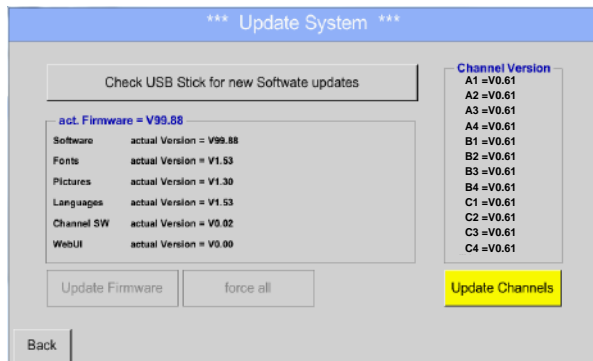 *** Update System ***
Check USB Stick for new Softwate updates
act. Firmware = V99.88
Software actual Version = V99.88
Fonts actual Version = V1.53
Pictures actual Version = V1.30
Languages actual Version = V1.53
Channel SW actual Version = V0.02
WebUI actual Version = V0.00
Update Firmware
force all
Channel Version
A1 =V0.61
A2 =V0.61
A3 =V0.61
A4 =V0.61
B1 =V0.61
B2 =V0.61
B3 =V0.61
B4 =V0.61
C1 =V0.61
C2 =V0.61
C3 =V0.61
C4 =V0.61
Update Channels
Back